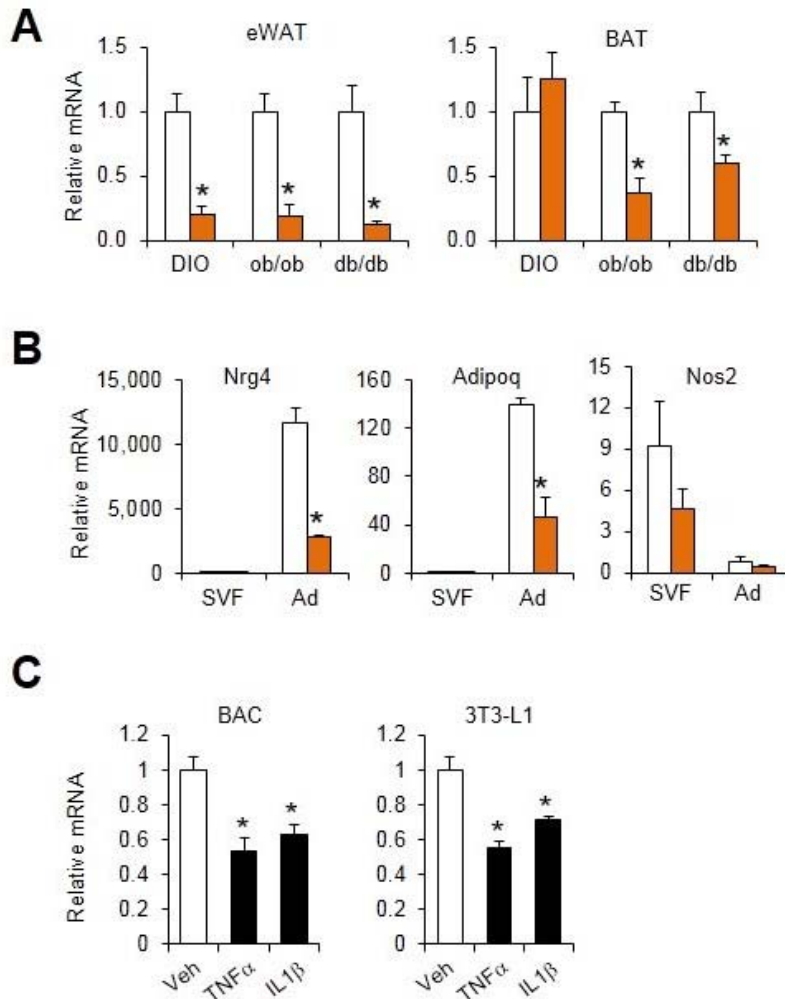 A
eWAT
BAT
Relative mRNA
1.5
1.0
0.5
0.0
*
*
*
DIO
ob/ob
db/db
1.5
1.0
0.5
0.0
*
*
DIO
ob/ob
db/db
B
Nrg4
Adipoq
Nos2
Relative mRNA
15,000
10,000
5,000
0
*
SVF
Ad
160
120
80
40
0
*
SVF
Ad
15
12
9
6
3
0
SVF
Ad
C
BAC
3T3-L1
Relative mRNA
1.2
1
0.8
0.6
0.4
0.2
0
*
*
Veh
TNFα
IL1β
1.2
1
0.8
0.6
0.4
0.2
0
*
*
Veh
TNFα
IL1β